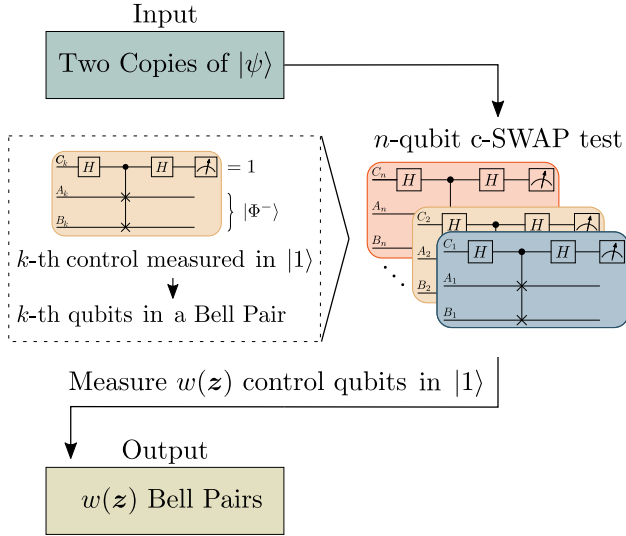 Input
Two Copies of |ψ⟩
n-qubit c-SWAP test
C_k H H = 1
A_k
B_k
} |Φ⁻⟩
k-th control measured in |1⟩
k-th qubits in a Bell Pair
C_n H H
A_n
B_n
C_2 H H
A_2
B_2
C_1 H H
A_1
B_1
Measure w(z) control qubits in |1⟩
Output
w(z) Bell Pairs